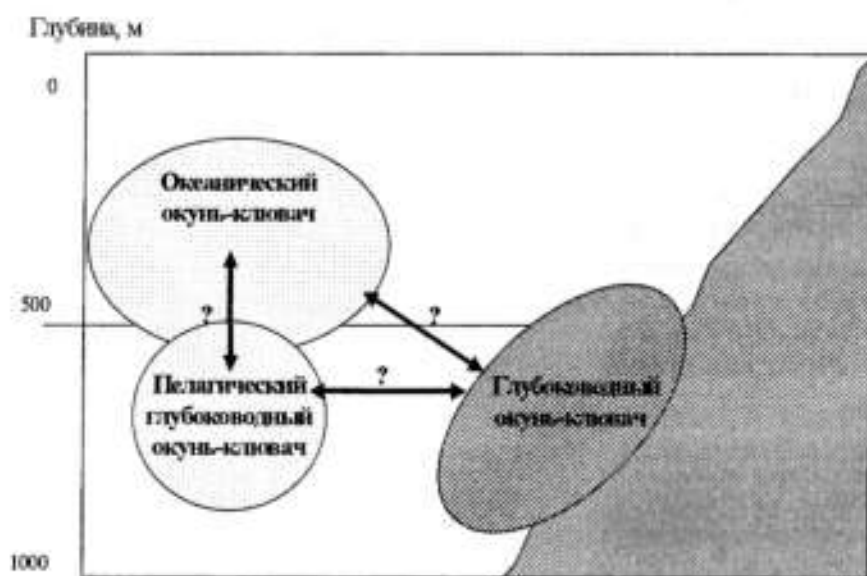 Глубина, м
0
Океанический
окунь-клювач
500
?
?
?
Пелагический
глубоководный
окунь-клювач
Глубоководный
окунь-клювач
1000